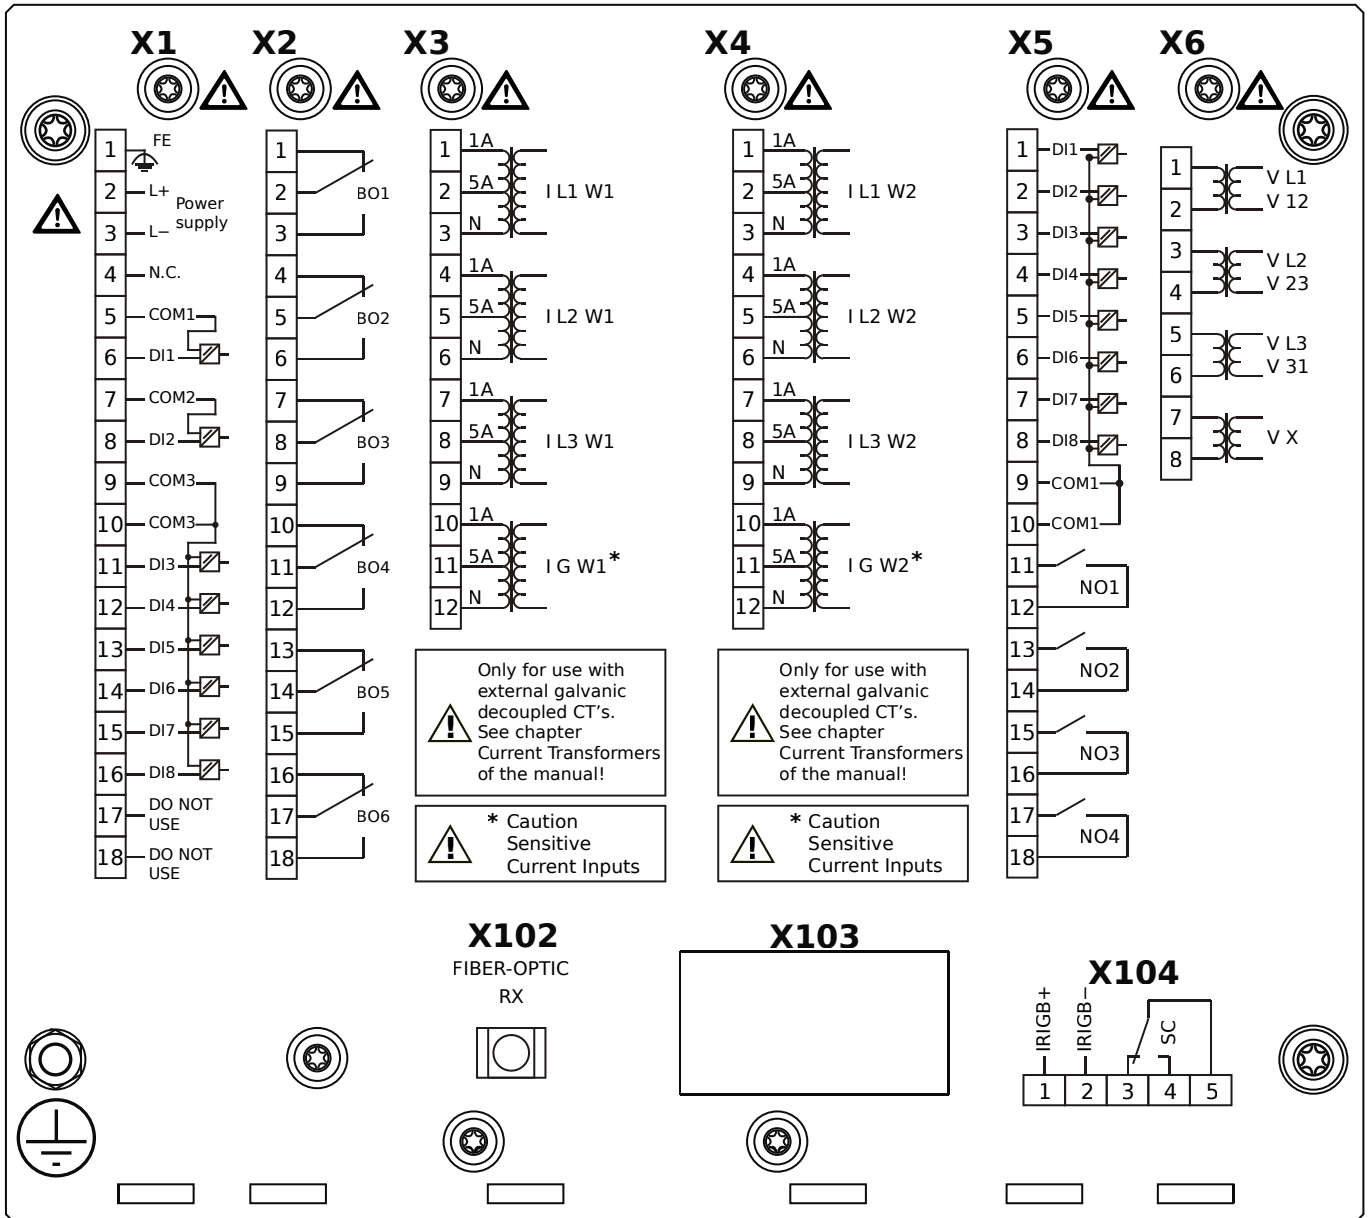 X1
X2
X3
X4
X5
X6
1
FE
2
L+
Power
supply
3
L−
4
N.C.
5
COM1
6
DI1
7
COM2
8
DI2
9
COM3
10
COM3
11
DI3
12
DI4
13
DI5
14
DI6
15
DI7
16
DI8
17
DO NOT
USE
18
DO NOT
USE
1
2
BO1
3
4
5
BO2
6
7
8
BO3
9
10
11
BO4
12
13
14
BO5
15
16
17
BO6
18
1
1A
2
5A
I L1 W1
3
N
4
1A
5
5A
I L2 W1
6
N
7
1A
8
5A
I L3 W1
9
N
10
1A
11
5A
I G W1*
12
N
Only for use with
external galvanic
decoupled CT's.
See chapter
Current Transformers
of the manual!
* Caution
Sensitive
Current Inputs
1
1A
2
5A
I L1 W2
3
N
4
1A
5
5A
I L2 W2
6
N
7
1A
8
5A
I L3 W2
9
N
10
1A
11
5A
I G W2*
12
N
Only for use with
external galvanic
decoupled CT's.
See chapter
Current Transformers
of the manual!
* Caution
Sensitive
Current Inputs
1
DI1
2
DI2
3
DI3
4
DI4
5
DI5
6
DI6
7
DI7
8
DI8
9
COM1
10
COM1
11
NO1
12
13
NO2
14
15
NO3
16
17
NO4
18
1
V L1
V 12
2
3
V L2
V 23
4
5
V L3
V 31
6
7
V X
8
X102
FIBER-OPTIC
RX
X103
X104
IRIGB+
IRIGB−
SC
1 2 3 4 5